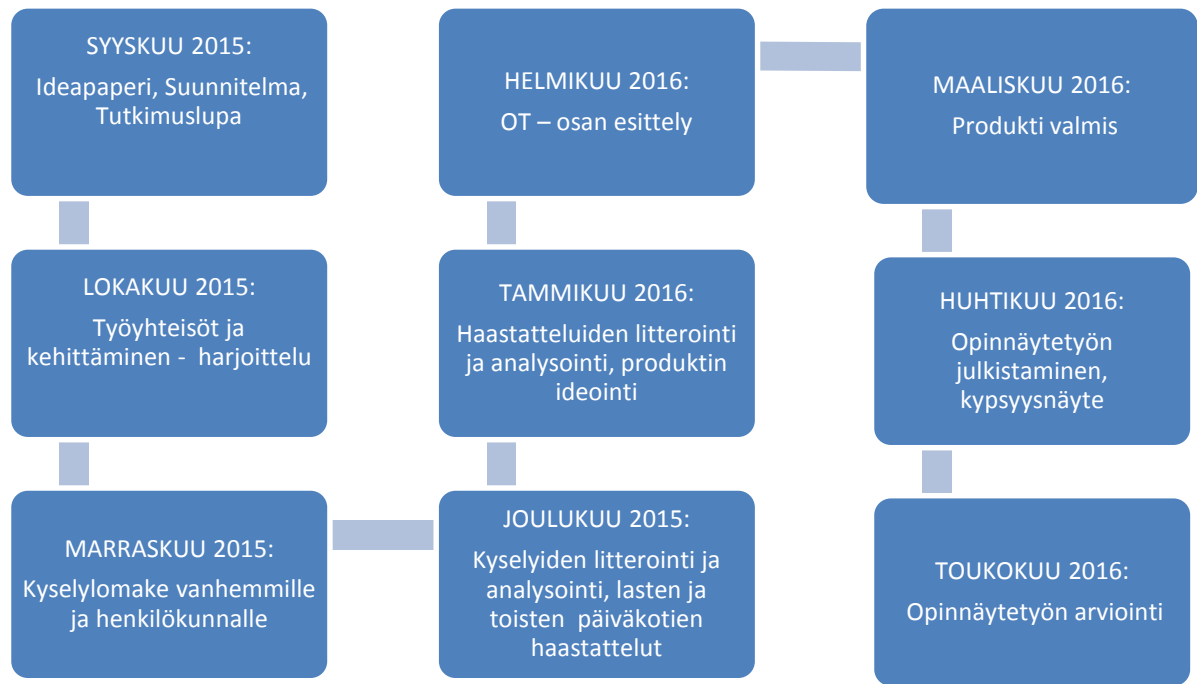 SYYSKUU 2015:
Ideapaperi, Suunnitelma,
Tutkimuslupa
LOKAKUU 2015:
Työyhteisöt ja
kehittäminen - harjoittelu
MARRASKUU 2015:
Kyselylomake vanhemmille
ja henkilökunnalle
JOULUKUU 2015:
Kyselyiden litterointi ja
analysointi, lasten ja
toisten päiväkotien
haastattelut
TAMMIKUU 2016:
Haastatteluiden litterointi
ja analysointi, produktin
ideointi
HELMIKUU 2016:
OT – osan esittely
MAALISKUU 2016:
Produkti valmis
HUHTIKUU 2016:
Opinnäytetyön
julkistaminen,
kypsyysnäyte
TOUKOKUU 2016:
Opinnäytetyön arviointi